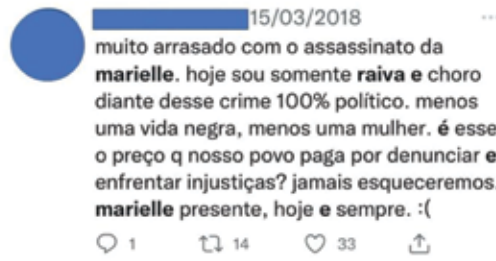 15/03/2018
muito arrasado com o assassinato da
marielle. hoje sou somente raiva e choro
diante desse crime 100% político. menos
uma vida negra, menos uma mulher. é esse
o preço q nosso povo paga por denunciar e
enfrentar injustiças? jamais esqueceremos.
marielle presente, hoje e sempre. :(
1 14 33